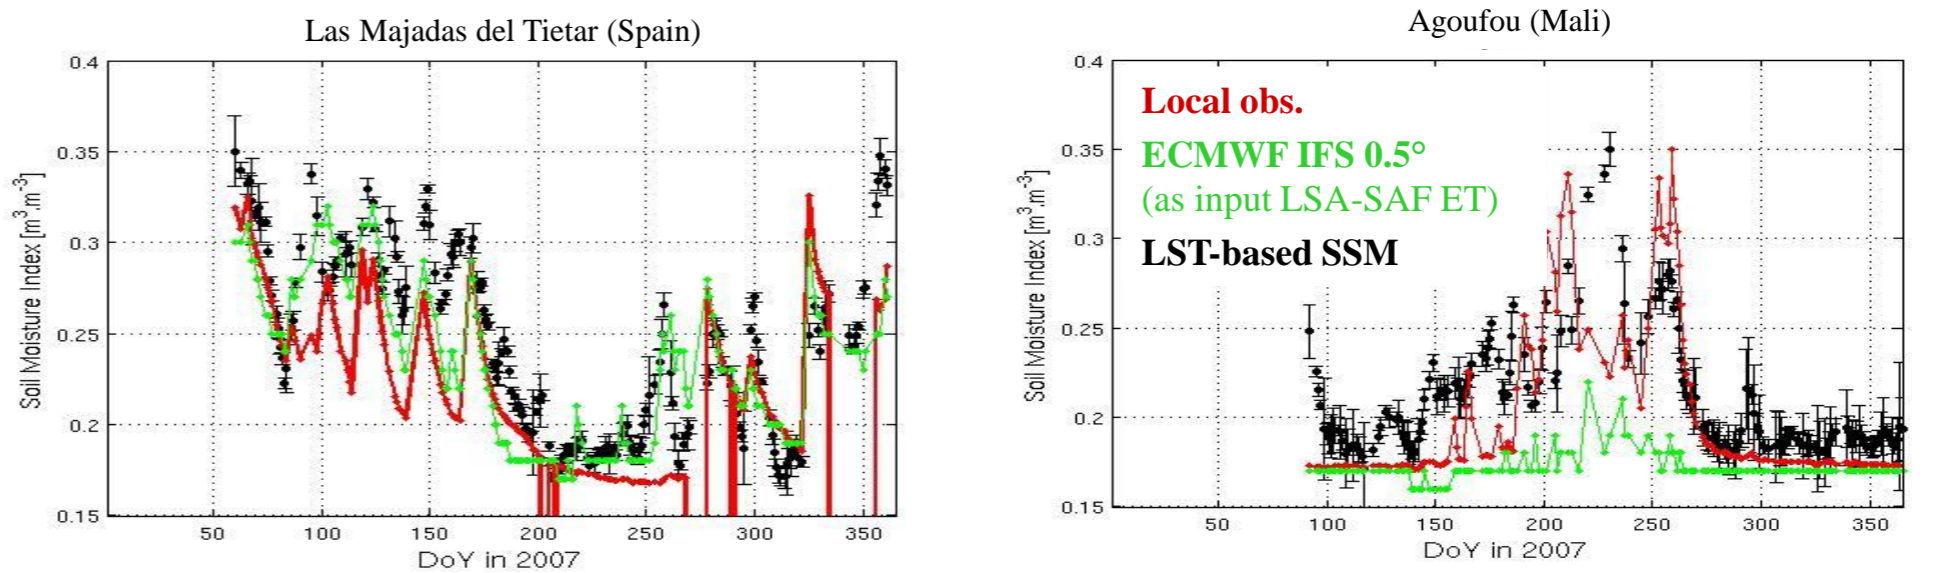 Las Majadas del Tietar (Spain)
0.4
0.35
0.3
0.25
0.2
0.15
Soil Moisture Index [m³.m⁻³]
50 100 150 200 250 300 350
DoY in 2007
Agoufou (Mali)
0.4
0.35
0.3
0.25
0.2
0.15
Soil Moisture Index [m³.m⁻³]
Local obs.
ECMWF IFS 0.5°
(as input LSA-SAF ET)
LST-based SSM
50 100 150 200 250 300 350
DoY in 2007